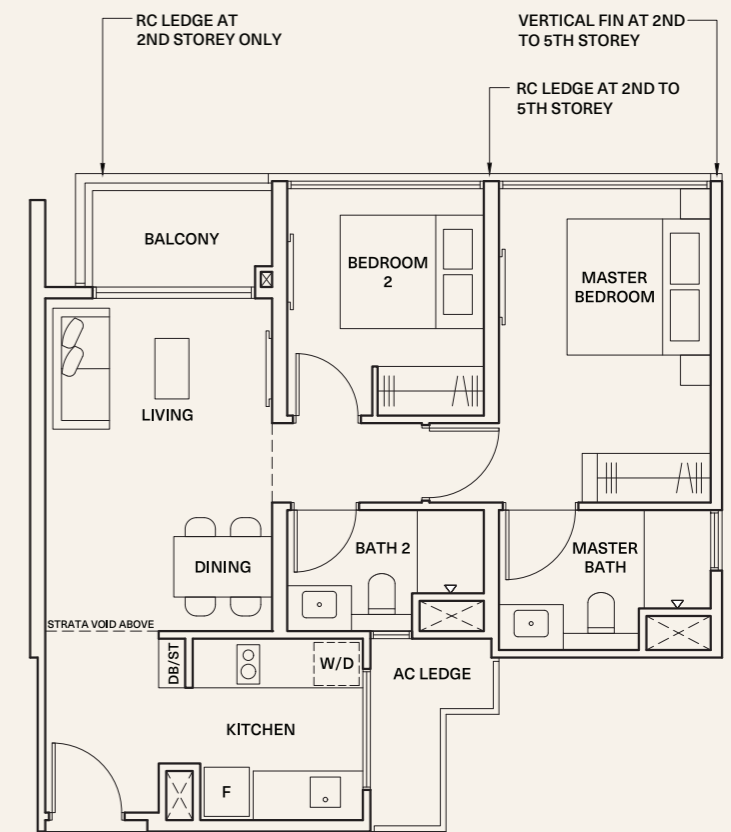 RC LEDGE AT
2ND STOREY ONLY
VERTICAL FIN AT 2ND
TO 5TH STOREY
RC LEDGE AT 2ND TO
5TH STOREY
BALCONY
BEDROOM
2
MASTER
BEDROOM
LIVING
DINING
BATH 2
MASTER
BATH
STRATA VOID ABOVE
DB/ST
W/D
AC LEDGE
KITCHEN
F